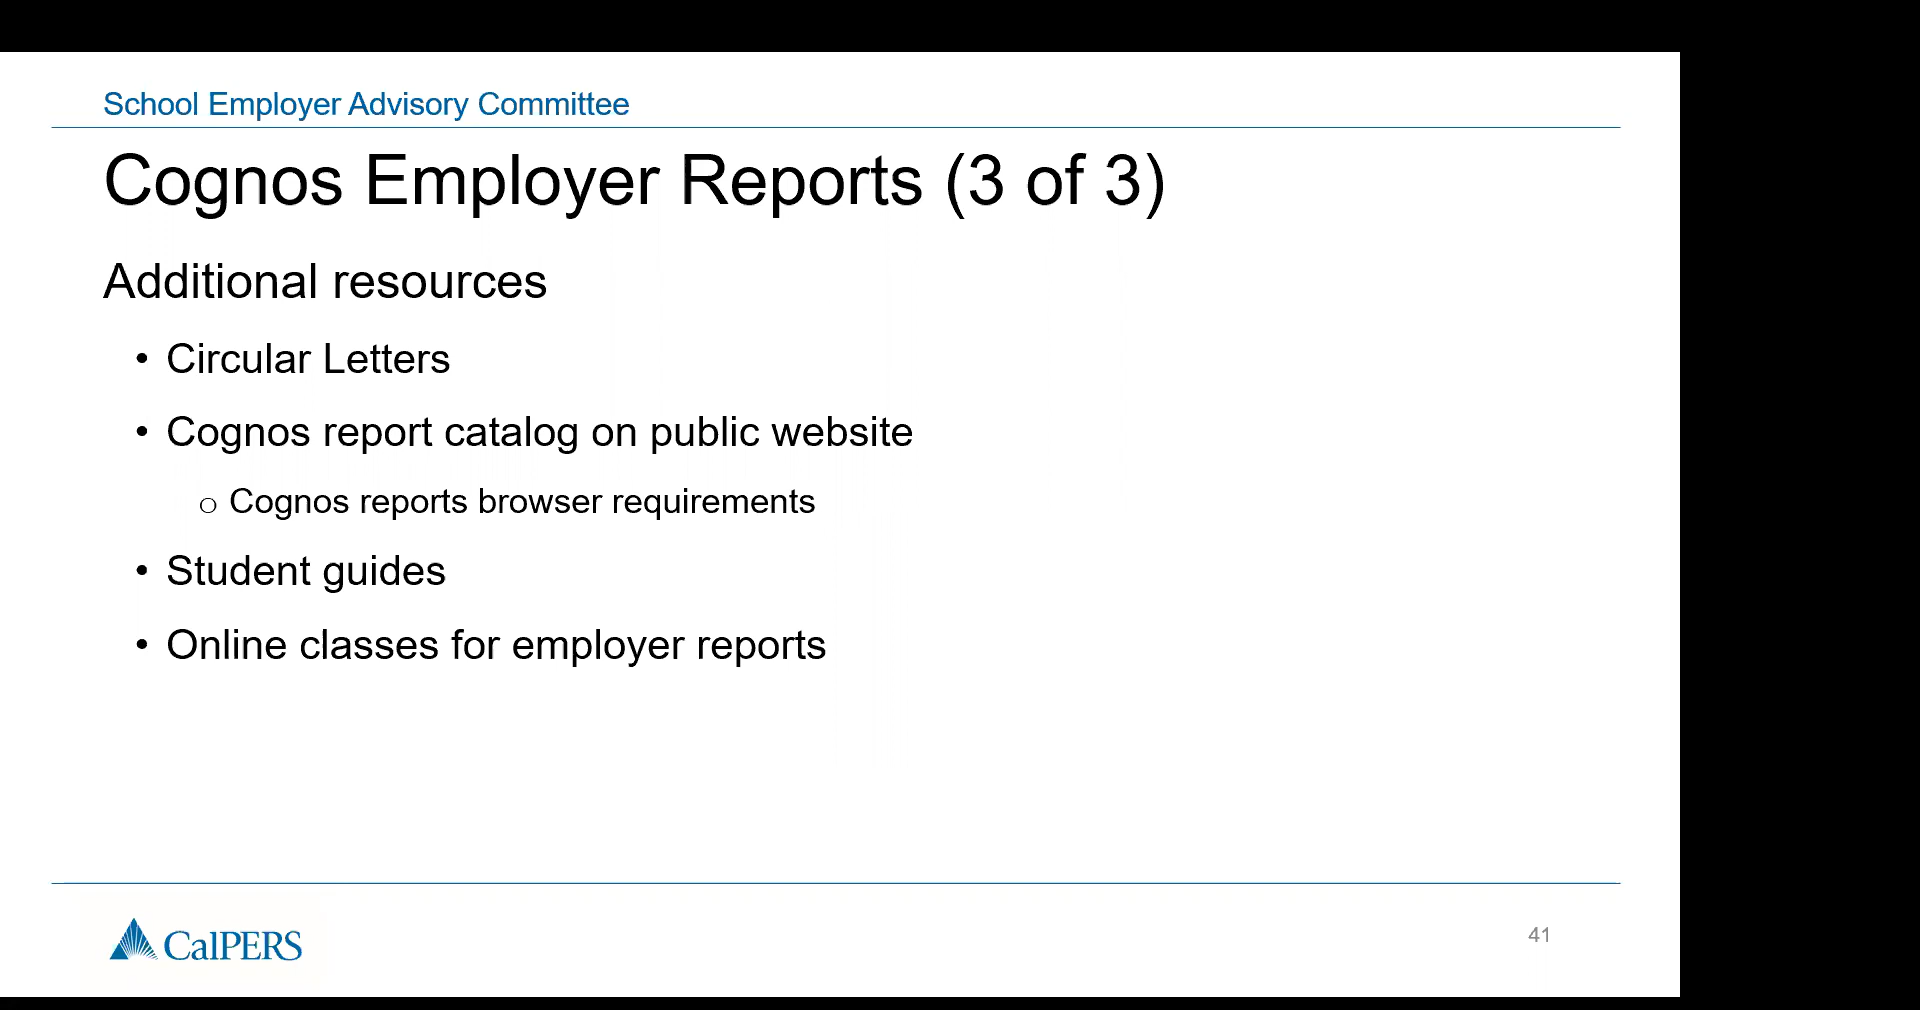 School Employer Advisory Committee
Cognos Employer Reports (3 of 3)
Additional resources
• Circular Letters
• Cognos report catalog on public website
o Cognos reports browser requirements
• Student guides
• Online classes for employer reports
CalPERS
41